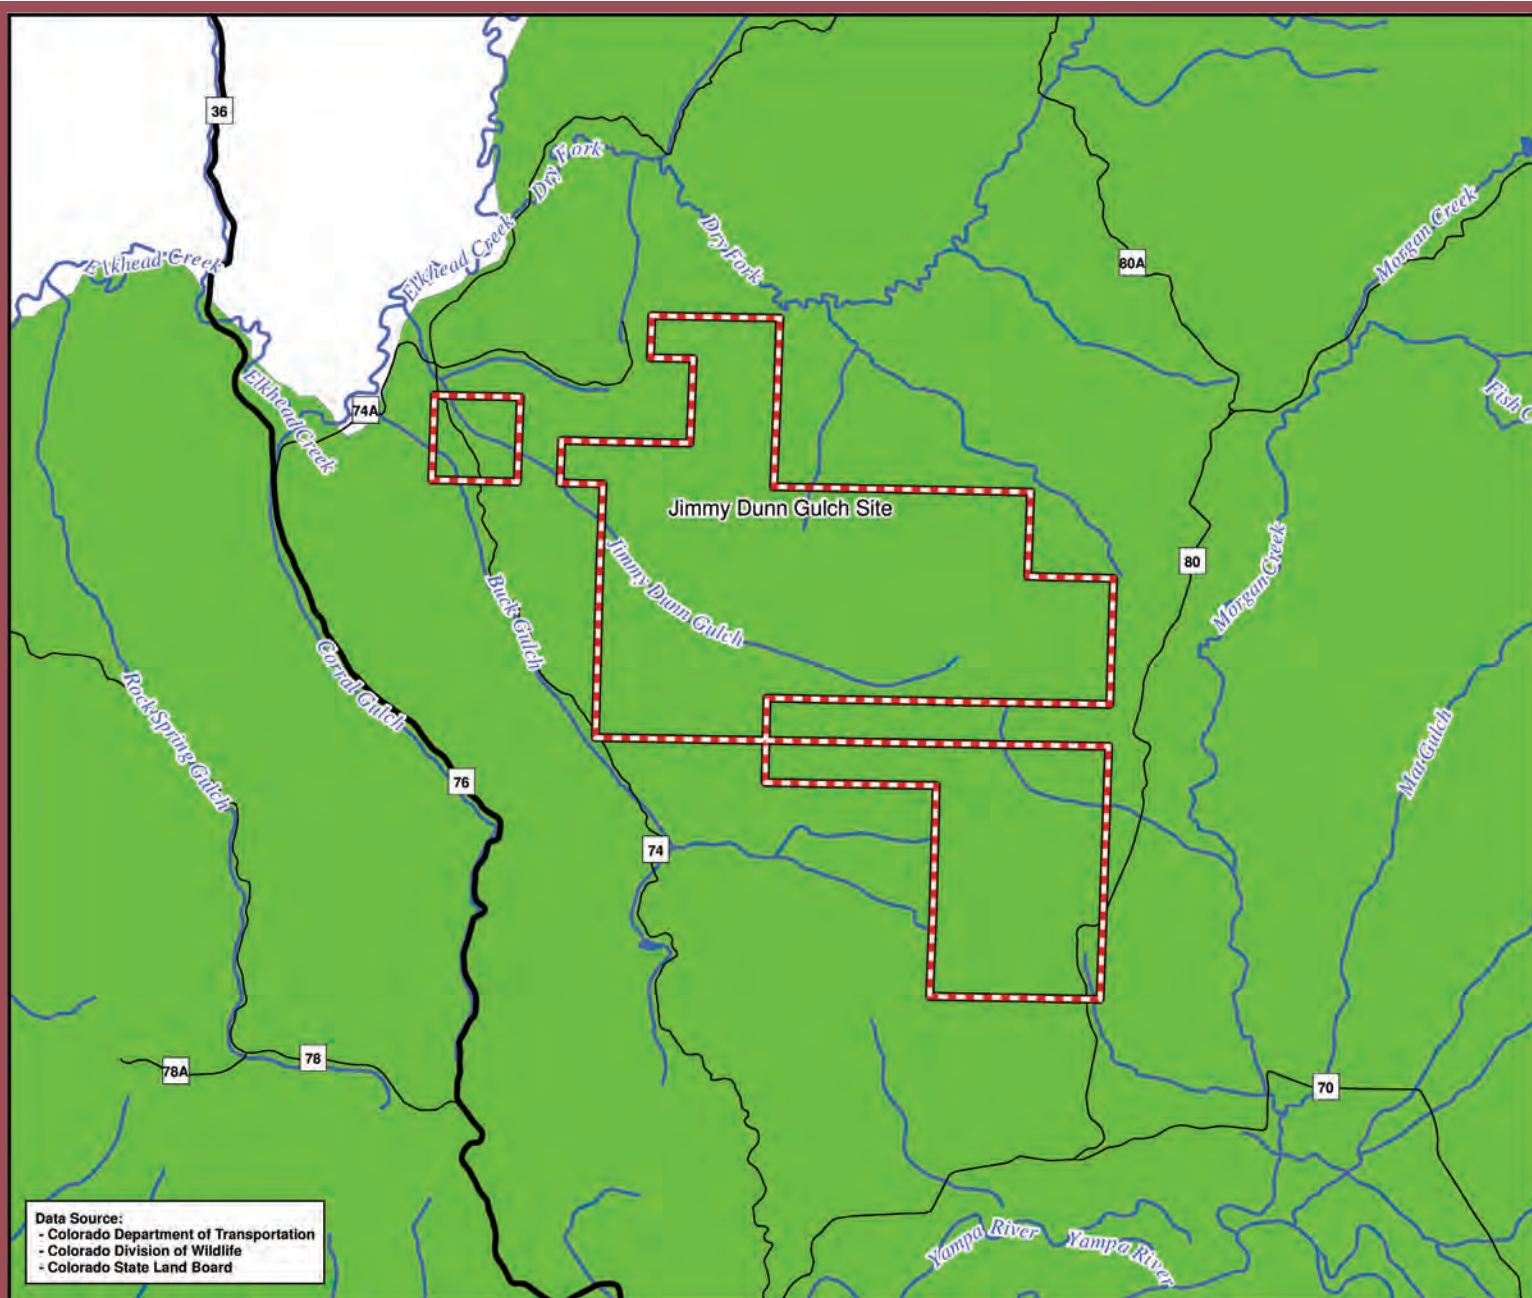 36
Dry Fork
Elkhead Creek
Elkhead Creek
Dry Fork
Morgan Creek
80A
Elkhead Creek
74A
Fish C
Jimmy Dunn Gulch Site
80
Jimmy Dunn Gulch
Morgan Creek
Buck Gulch
Corral Gulch
Rock Spring Gulch
Mar Gulch
76
74
78
78A
70
Yampa River
Yampa River
Data Source:
- Colorado Department of Transportation
- Colorado Division of Wildlife
- Colorado State Land Board